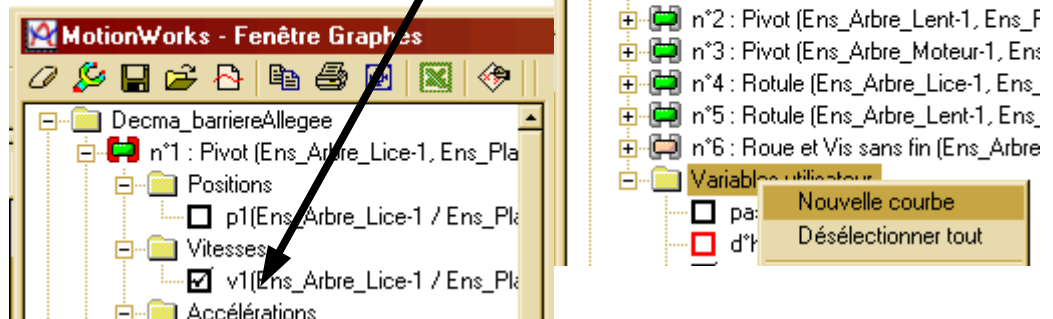 MotionWorks - Fenêtre Graphes
Decma_barriereAllegee
n°1 : Pivot (Ens_Arbre_Lice-1, Ens_Pla
Positions
p1(Ens_Arbre_Lice-1 / Ens_Pla
Vitesses
v1(Ens_Arbre_Lice-1 / Ens_Pla
Accélérations
n°2 : Pivot (Ens_Arbre_Lent-1, Ens_P
n°3 : Pivot (Ens_Arbre_Moteur-1, Ens
n°4 : Rotule (Ens_Arbre_Lice-1, Ens_
n°5 : Rotule (Ens_Arbre_Lent-1, Ens_
n°6 : Roue et Vis sans fin (Ens_Arbre
Variables utilisateur
Nouvelle courbe
Désélectionner tout